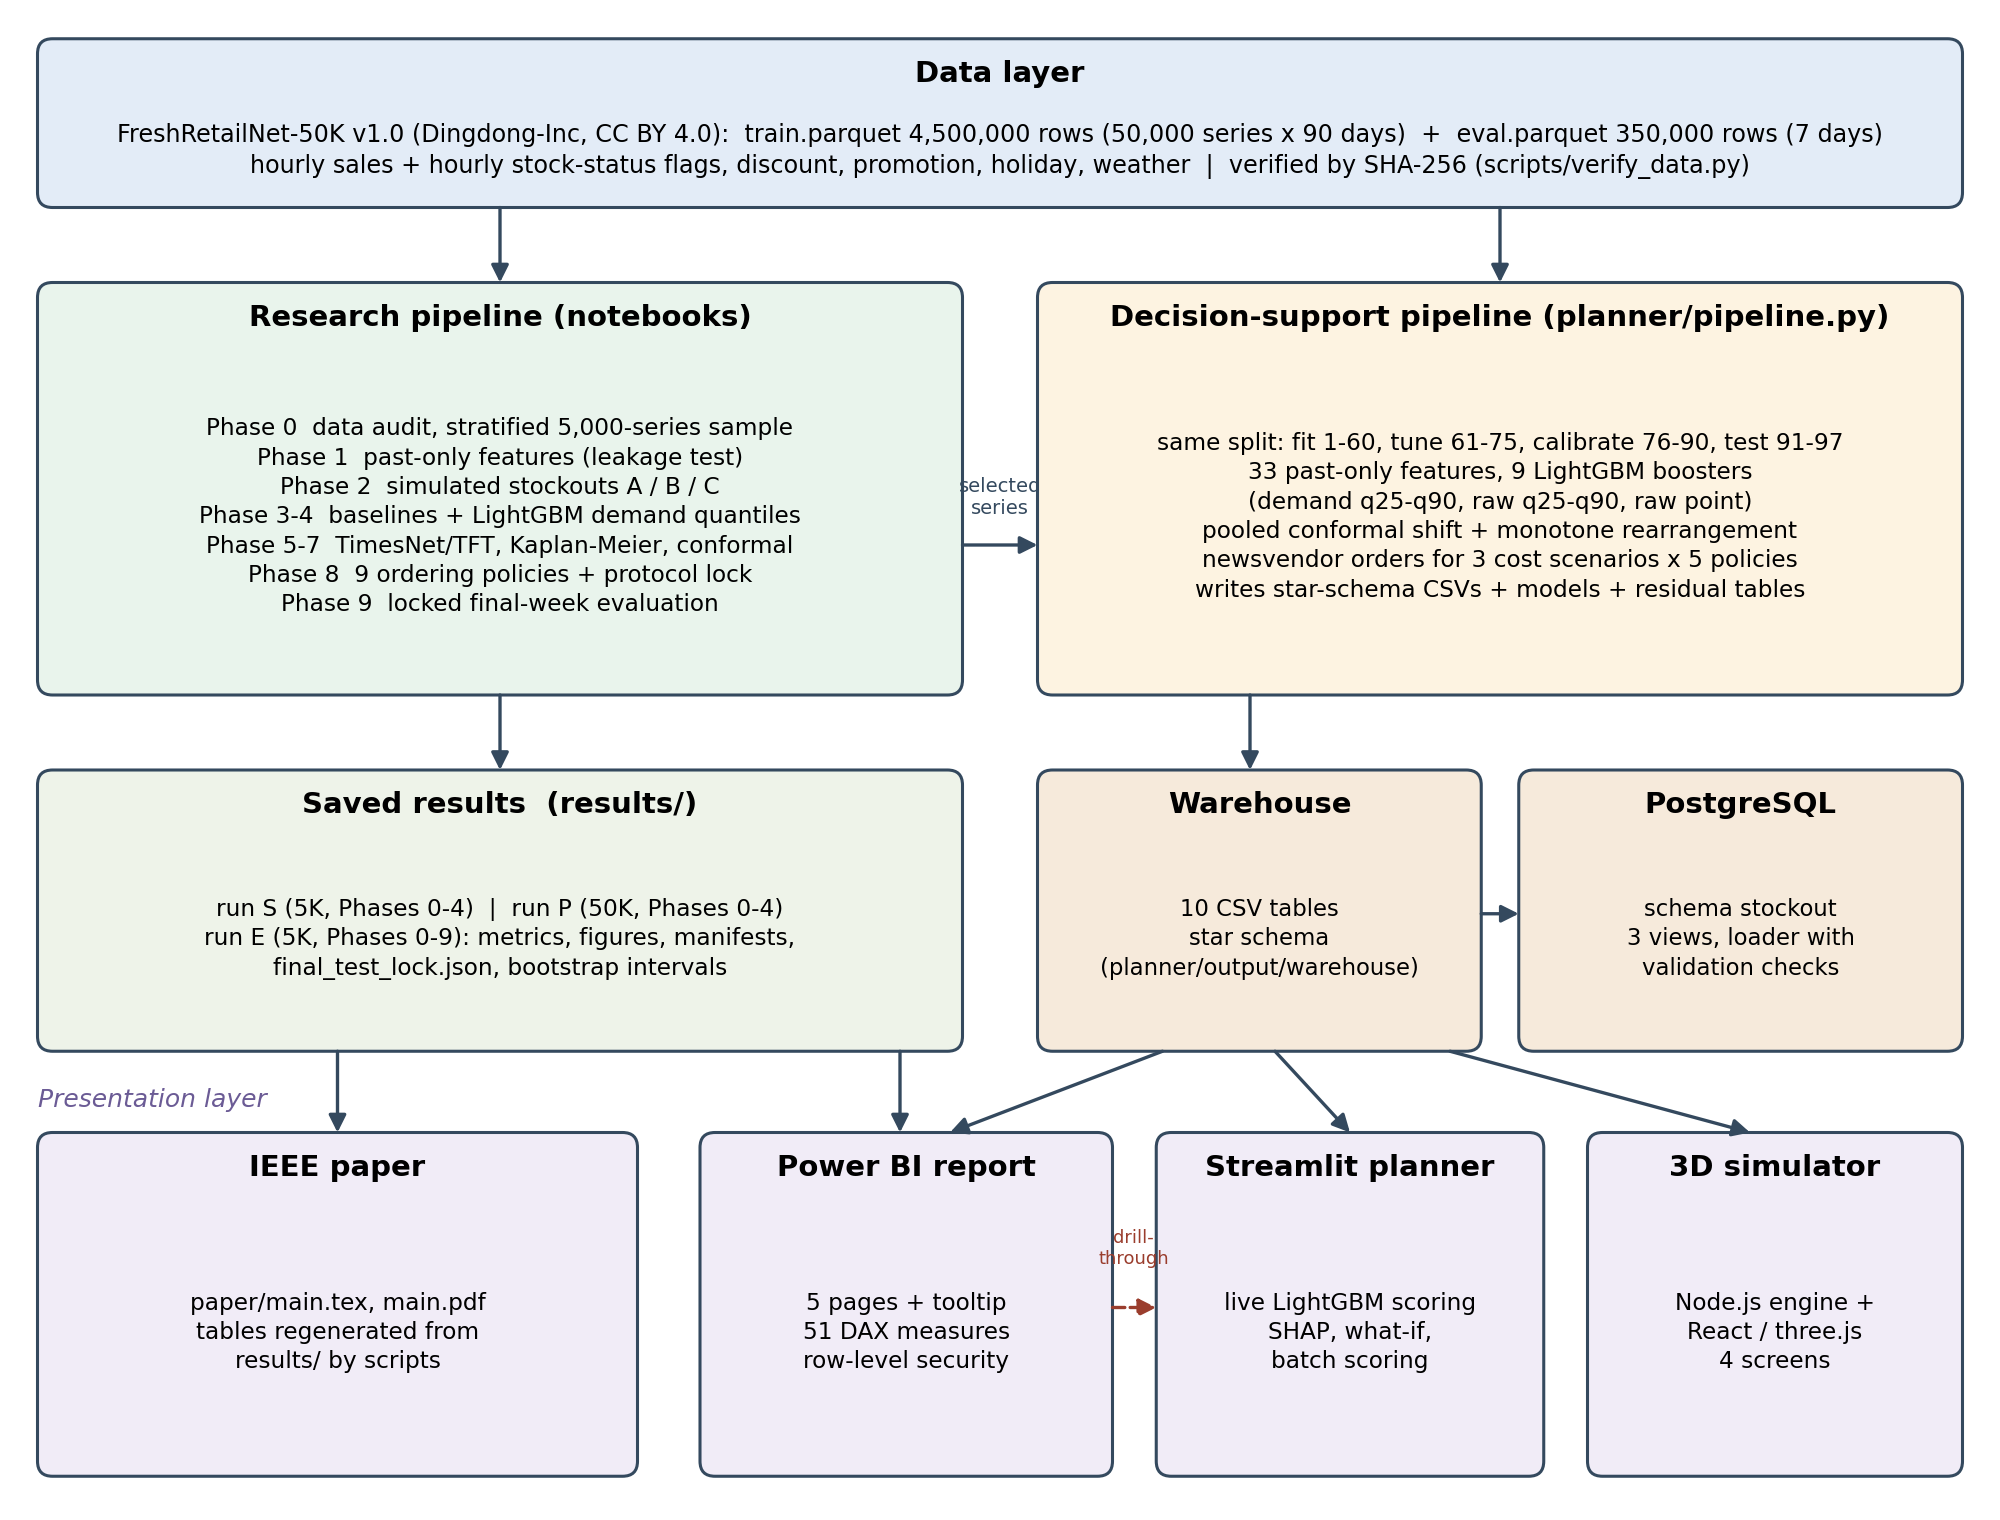 Data layer
FreshRetailNet-50K v1.0 (Dingdong-Inc, CC BY 4.0):  train.parquet 4,500,000 rows (50,000 series x 90 days)  +  eval.parquet 350,000 rows (7 days)
hourly sales + hourly stock-status flags, discount, promotion, holiday, weather  |  verified by SHA-256 (scripts/verify_data.py)
Research pipeline (notebooks)
Phase 0  data audit, stratified 5,000-series sample
Phase 1  past-only features (leakage test)
Phase 2  simulated stockouts A / B / C
Phase 3-4  baselines + LightGBM demand quantiles
Phase 5-7  TimesNet/TFT, Kaplan-Meier, conformal
Phase 8  9 ordering policies + protocol lock
Phase 9  locked final-week evaluation
selected
series
Decision-support pipeline (planner/pipeline.py)
same split: fit 1-60, tune 61-75, calibrate 76-90, test 91-97
33 past-only features, 9 LightGBM boosters
(demand q25-q90, raw q25-q90, raw point)
pooled conformal shift + monotone rearrangement
newsvendor orders for 3 cost scenarios x 5 policies
writes star-schema CSVs + models + residual tables
Saved results  (results/)
run S (5K, Phases 0-4)  |  run P (50K, Phases 0-4)
run E (5K, Phases 0-9): metrics, figures, manifests,
final_test_lock.json, bootstrap intervals
Warehouse
10 CSV tables
star schema
(planner/output/warehouse)
PostgreSQL
schema stockout
3 views, loader with
validation checks
Presentation layer
IEEE paper
paper/main.tex, main.pdf
tables regenerated from
results/ by scripts
Power BI report
5 pages + tooltip
51 DAX measures
row-level security
drill-
through
Streamlit planner
live LightGBM scoring
SHAP, what-if,
batch scoring
3D simulator
Node.js engine +
React / three.js
4 screens